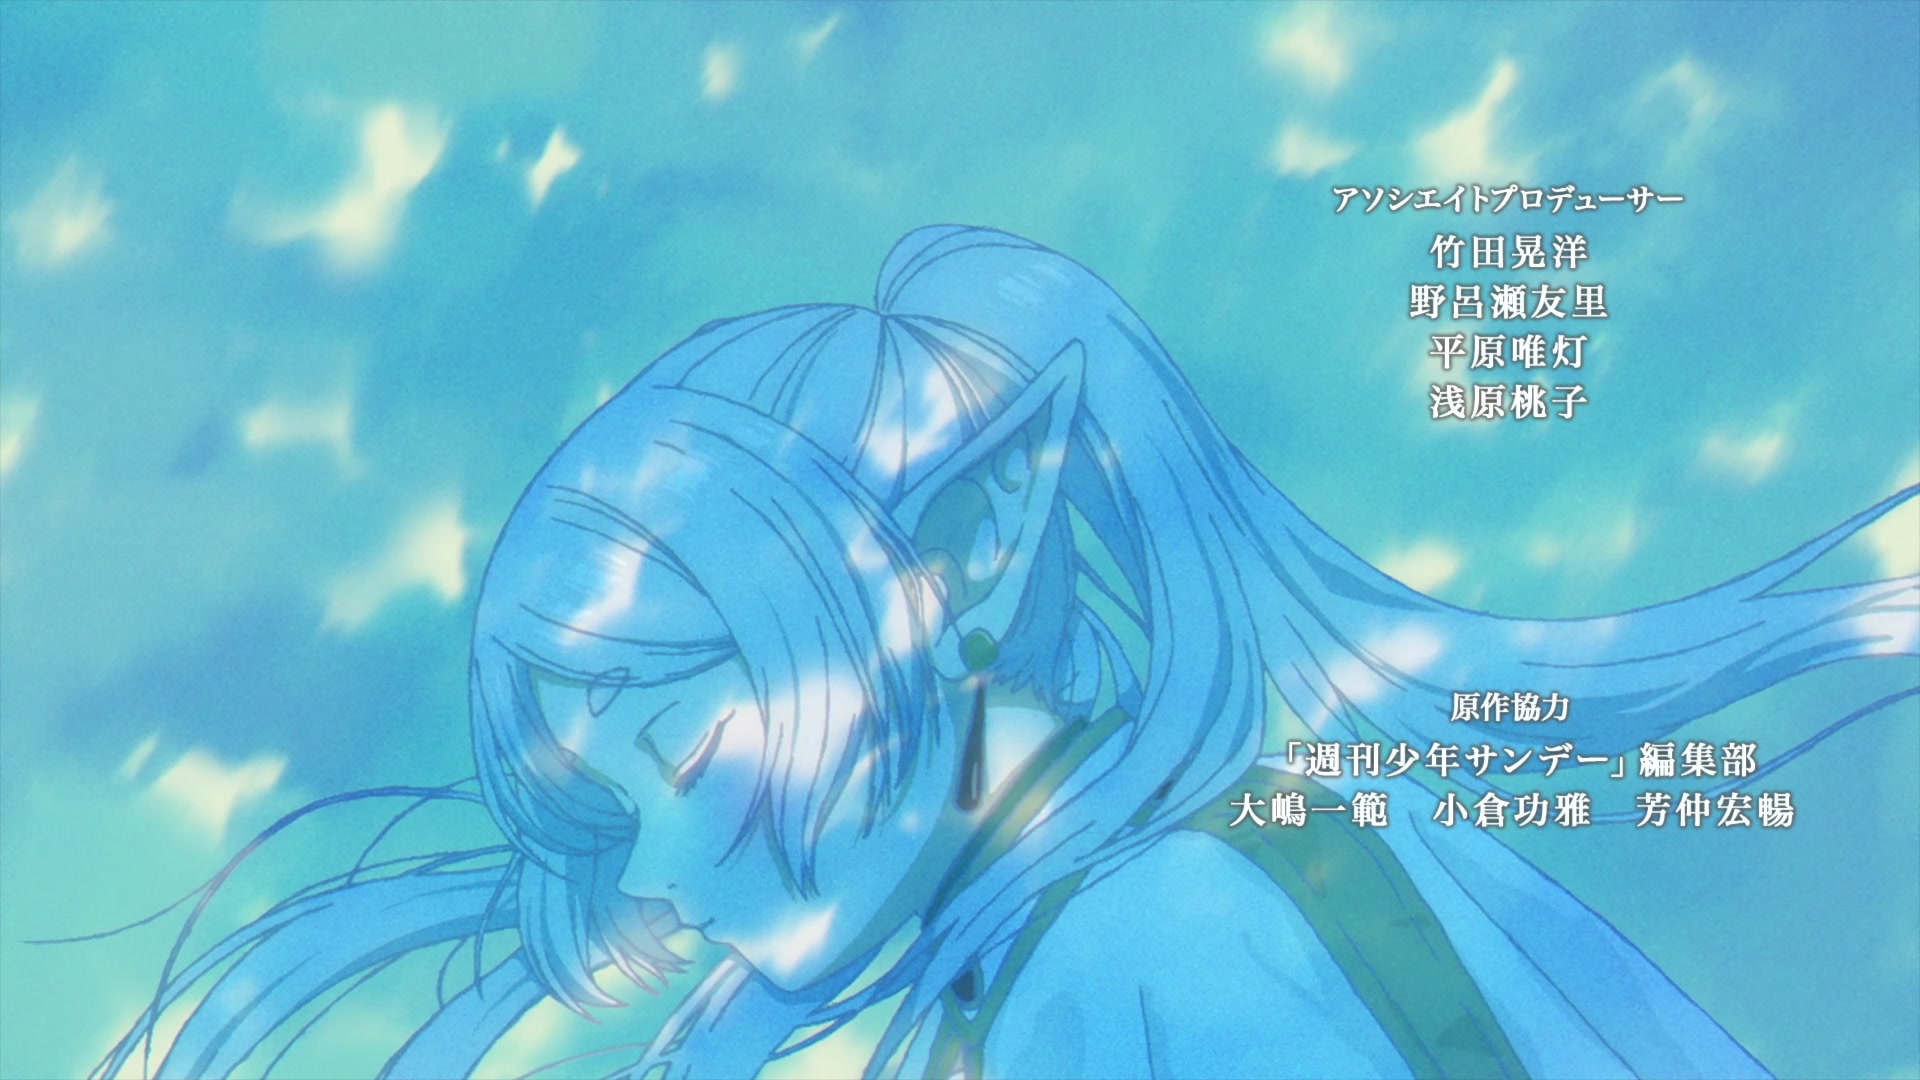 アソシエイトプロデューサー
竹田晃洋
野呂瀬友里
平原唯灯
浅原桃子
原作協力
「週刊少年サンデー」編集部
大嶋一範　小倉功雅　芳仲宏暢